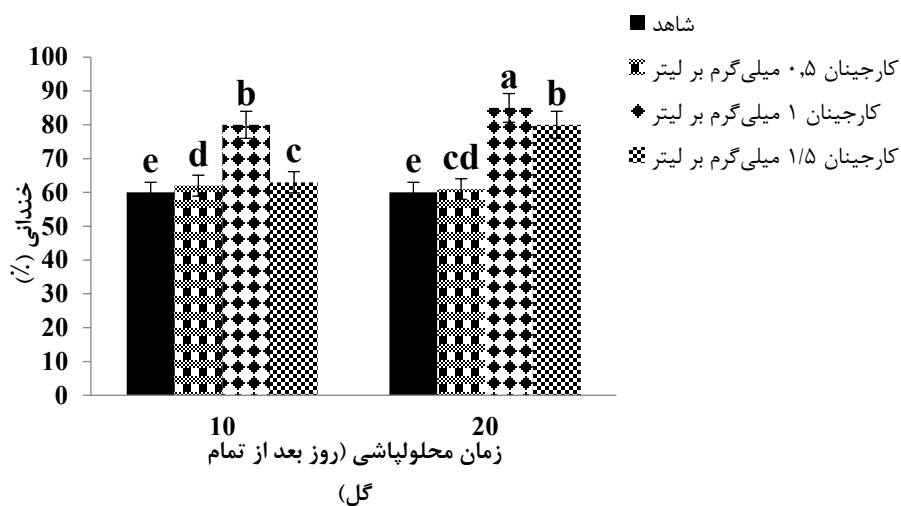 شاهد
کارجینان ۰٫۵ میلی‌گرم بر لیتر
کارجینان ۱ میلی‌گرم بر لیتر
کارجینان ۱/۵ میلی‌گرم بر لیتر
خندانی (٪)
100
90
80
70
60
50
40
30
20
10
0
e d b c
e cd a b
10 20
زمان محلولپاشی (روز بعد از تمام
گل)